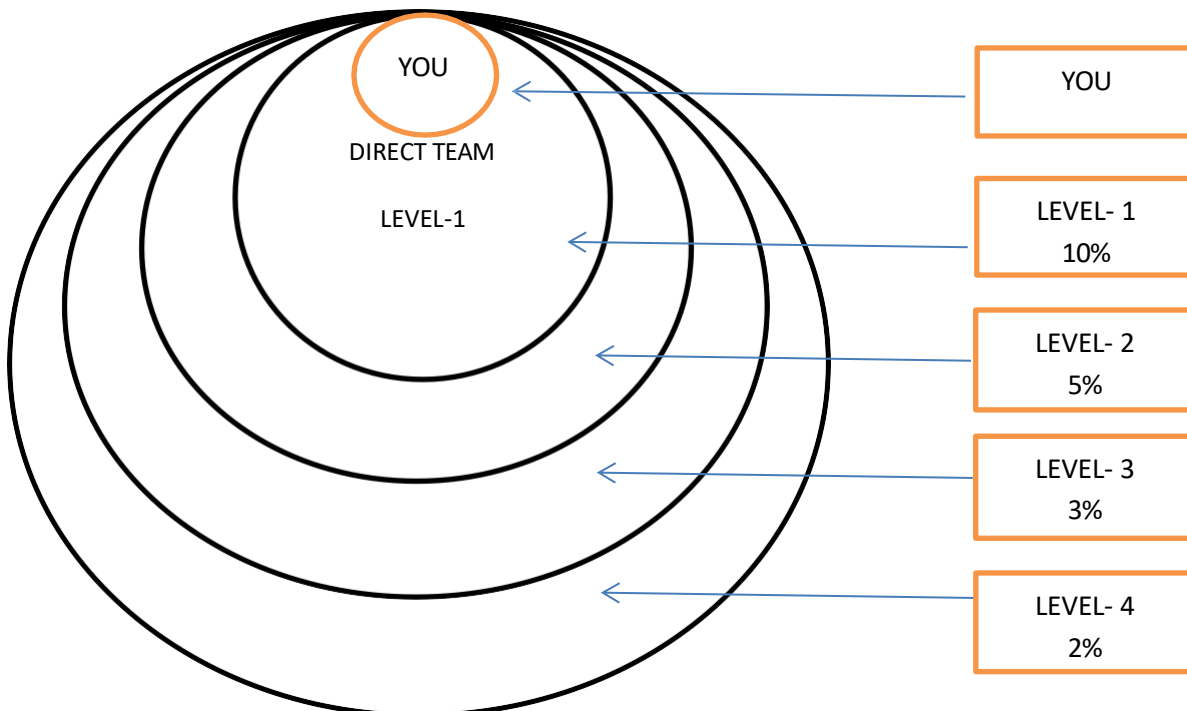 YOU
DIRECT TEAM
LEVEL-1
YOU
LEVEL- 1
10%
LEVEL- 2
5%
LEVEL- 3
3%
LEVEL- 4
2%